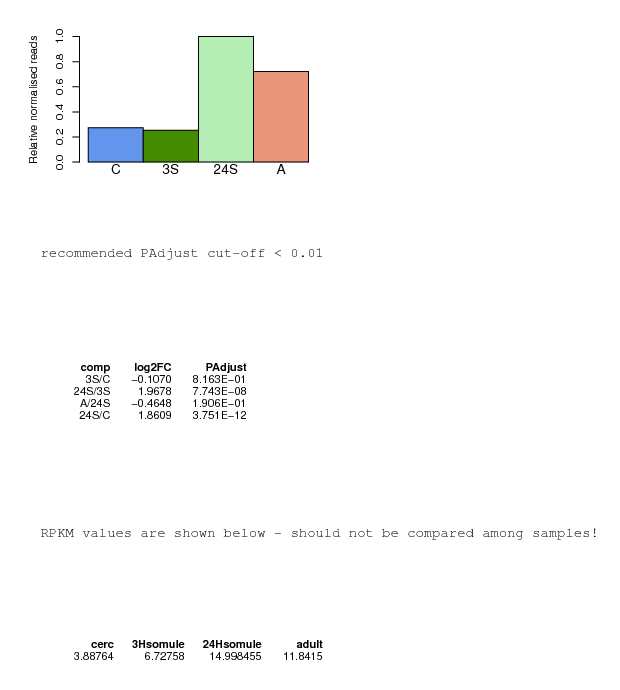 Relative normalised reads
1.0
0.8
0.6
0.4
0.2
0.0
C 3S 24S A
recommended PAdjust cut-off < 0.01
comp log2FC PAdjust
3S/C −0.1070 8.163E−01
24S/3S 1.9678 7.743E−08
A/24S −0.4648 1.906E−01
24S/C 1.8609 3.751E−12
RPKM values are shown below - should not be compared among samples!
cerc 3Hsomule 24Hsomule adult
3.88764 6.72758 14.998455 11.8415